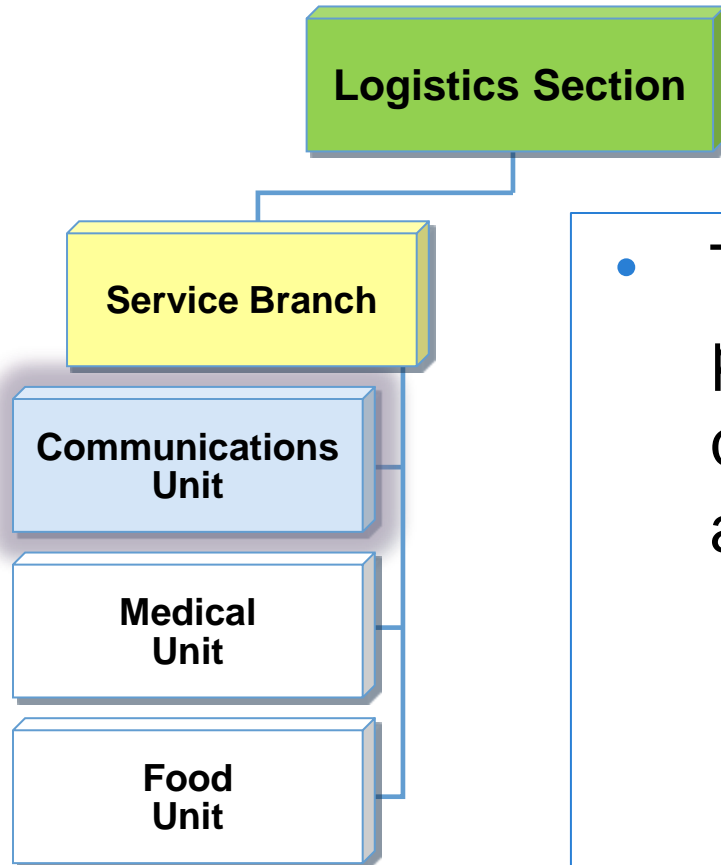 Logistics Section
Service Branch
Communications
Unit
Medical
Unit
Food
Unit